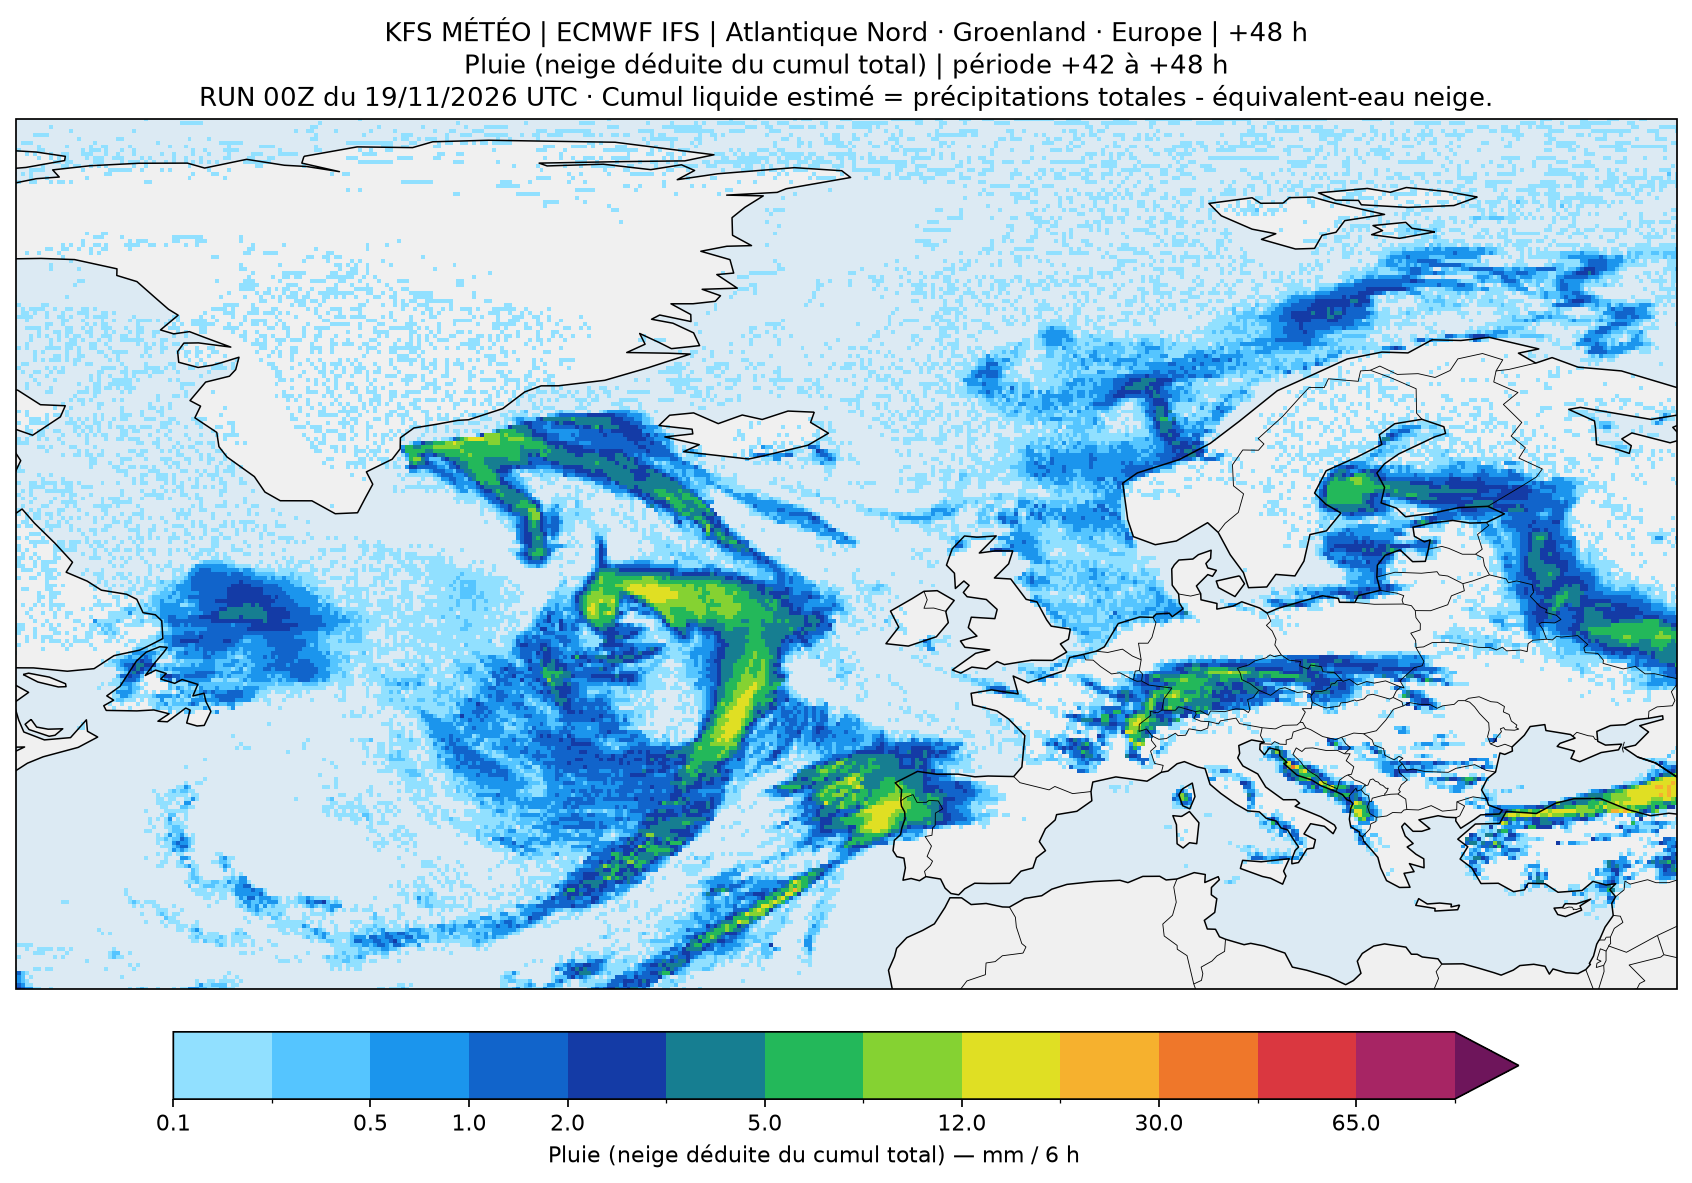 KFS MÉTÉO | ECMWF IFS | Atlantique Nord · Groenland · Europe | +48 h
Pluie (neige déduite du cumul total) | période +42 à +48 h
RUN 00Z du 19/11/2026 UTC · Cumul liquide estimé = précipitations totales - équivalent-eau neige.
0.1 0.5 1.0 2.0 5.0 12.0 30.0 65.0
Pluie (neige déduite du cumul total) — mm / 6 h